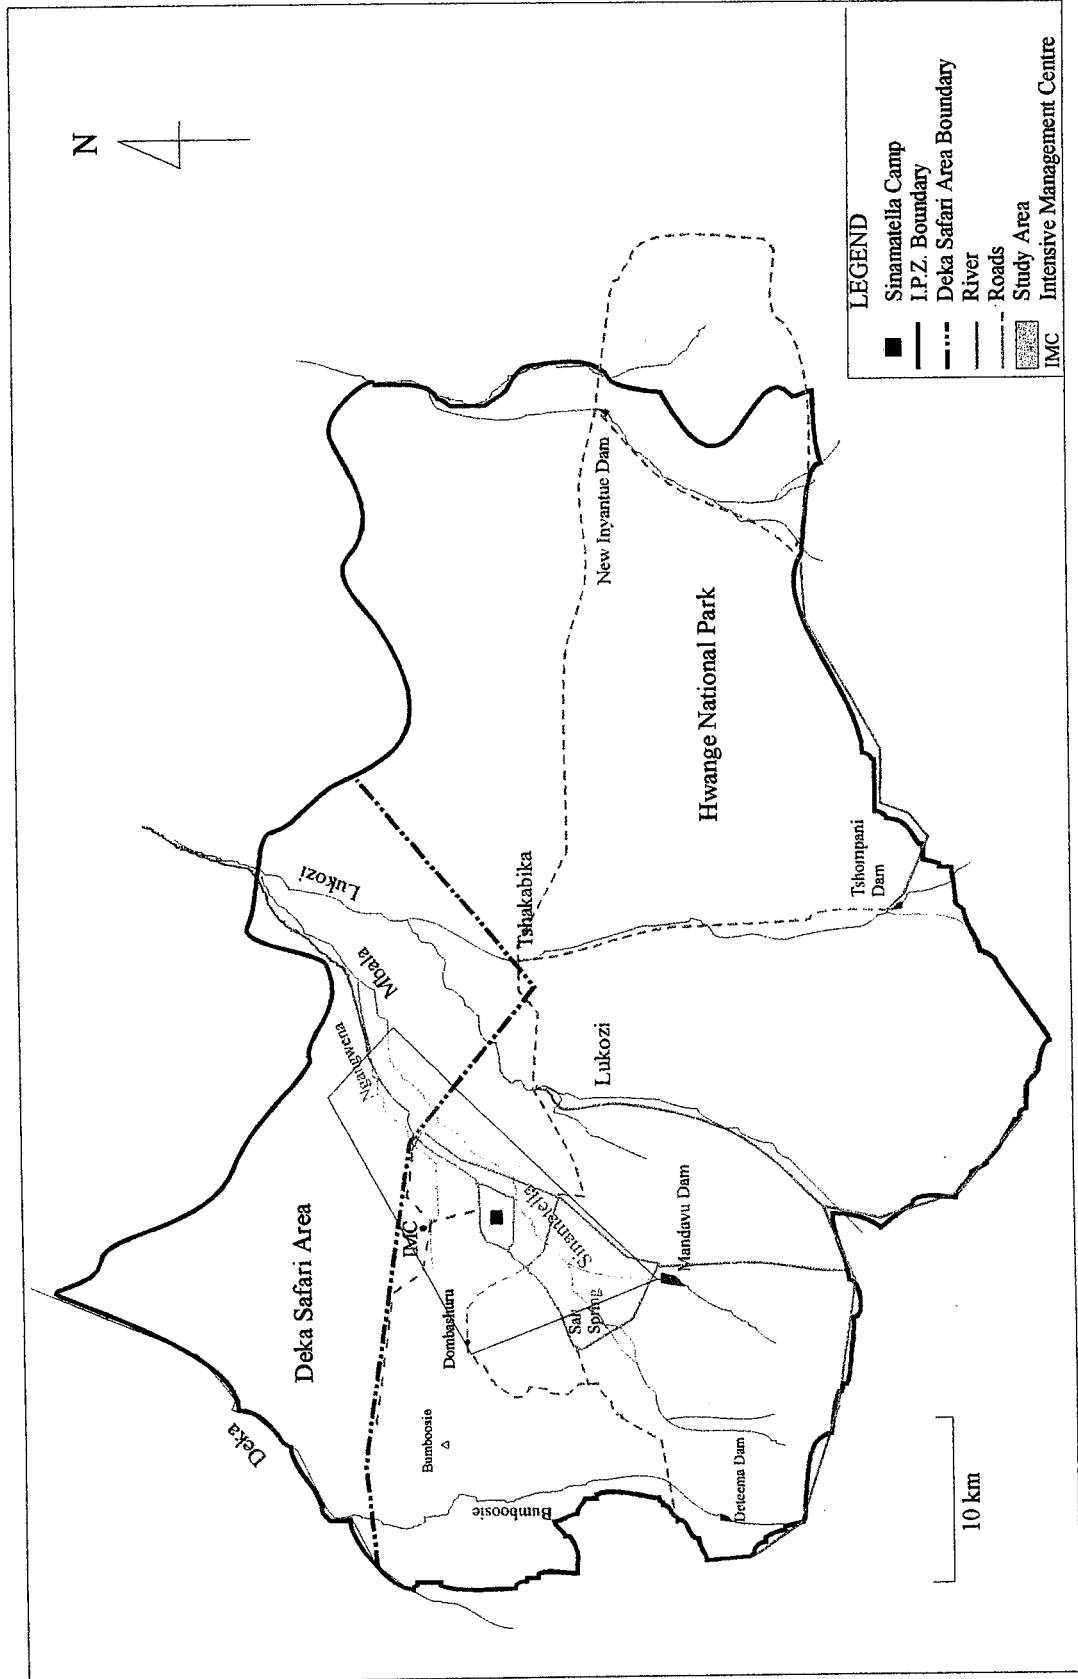 N
Deka
Deka Safari Area
Ngangwena
Mbala
Lukozi
IMC
Bumboosie
Dombashuru
Tshakabika
Bumboosie
Sinamatella
Salt
Spring
Lukozi
New Inyantue Dam
Mandavu Dam
Deteema Dam
Hwange National Park
Tshompani
Dam
10 km
LEGEND
Sinamatella Camp
I.P.Z. Boundary
Deka Safari Area Boundary
River
Roads
Study Area
IMC Intensive Management Centre